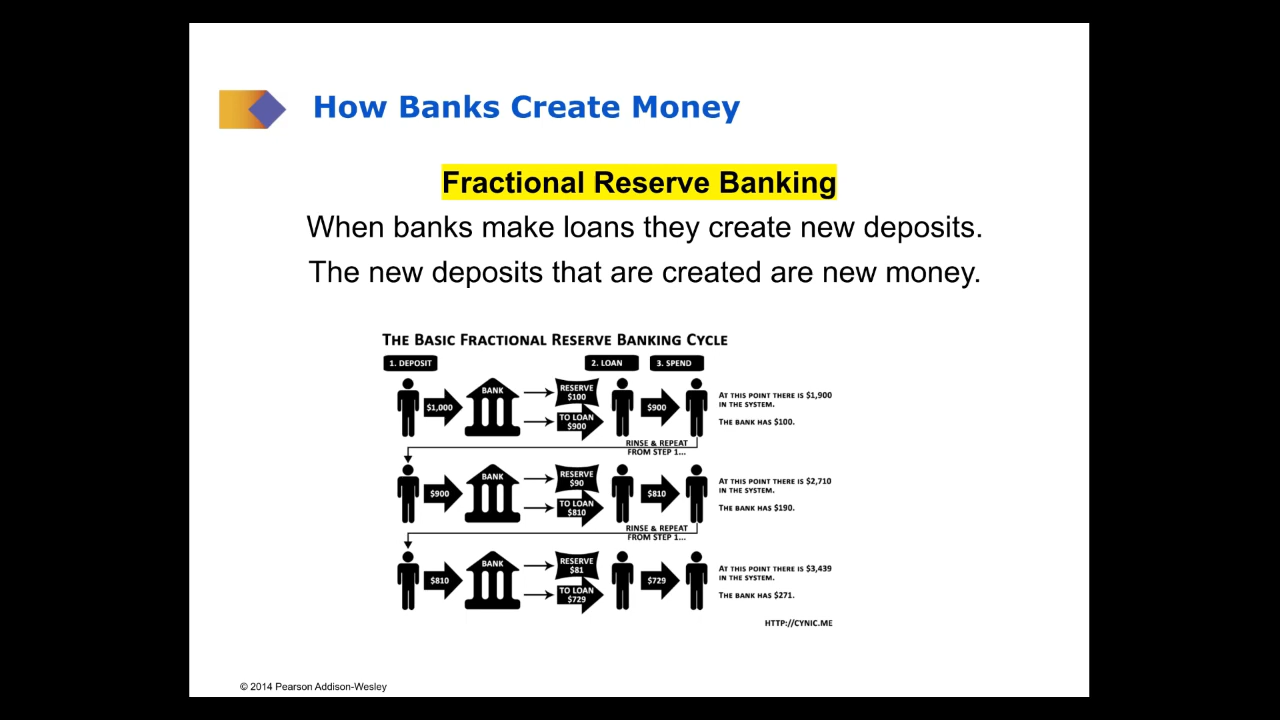 How Banks Create Money
Fractional Reserve Banking
When banks make loans they create new deposits.
The new deposits that are created are new money.
THE BASIC FRACTIONAL RESERVE BANKING CYCLE
1. DEPOSIT
2. LOAN
3. SPEND
$1,000
BANK
RESERVE
$100
TO LOAN
$900
$900
AT THIS POINT THERE IS $1,900
IN THE SYSTEM.
THE BANK HAS $100.
RINSE & REPEAT
FROM STEP 1...
$900
BANK
RESERVE
$90
TO LOAN
$810
$810
AT THIS POINT THERE IS $2,710
IN THE SYSTEM.
THE BANK HAS $190.
RINSE & REPEAT
FROM STEP 1...
$810
BANK
RESERVE
$81
TO LOAN
$729
$729
AT THIS POINT THERE IS $3,439
IN THE SYSTEM.
THE BANK HAS $271.
HTTP://CYNIC.ME
© 2014 Pearson Addison-Wesley